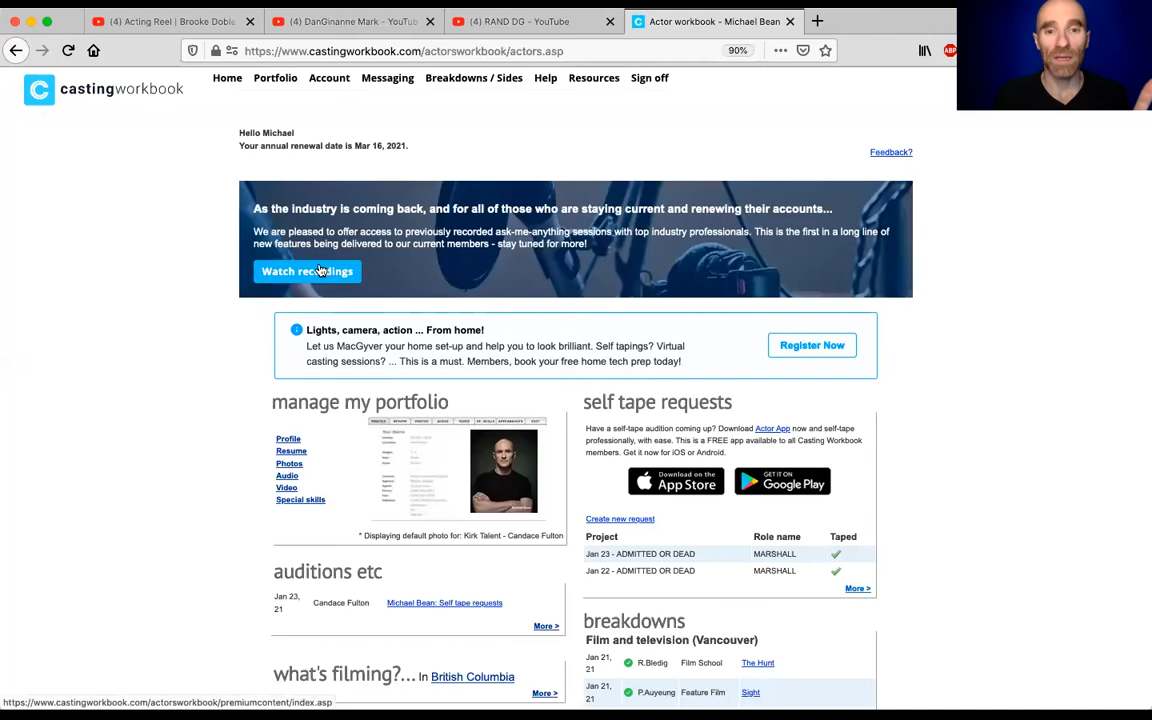 (4) Acting Reel | Brooke Doble
(4) DanGinanne Mark - YouTub
(4) RAND DG - YouTube
Actor workbook - Michael Bean
https://www.castingworkbook.com/actorsworkbook/actors.asp
90%
ABP
castingworkbook
Home Portfolio Account Messaging Breakdowns / Sides Help Resources Sign off
Hello Michael
Your annual renewal date is Mar 16, 2021.
Feedback?
As the industry is coming back, and for all of those who are staying current and renewing their accounts...
We are pleased to offer access to previously recorded ask-me-anything sessions with top industry professionals. This is the first in a long line of
new features being delivered to our current members - stay tuned for more!
Watch recordings
Lights, camera, action ... From home!
Let us MacGyver your home set-up and help you to look brilliant. Self tapings? Virtual
casting sessions? ... This is a must. Members, book your free home tech prep today!
Register Now
manage my portfolio
Profile
Resume
Photos
Audio
Video
Special skills
* Displaying default photo for: Kirk Talent - Candace Fulton
auditions etc
Jan 23,
21
Candace Fulton
Michael Bean: Self tape requests
More >
what's filming?... In British Columbia
More >
self tape requests
Have a self-tape audition coming up? Download Actor App now and self-tape
professionally, with ease. This is a FREE app available to all Casting Workbook
members. Get it now for iOS or Android.
Download on the
App Store
GET IT ON
Google Play
Create new request
Project Role name Taped
Jan 23 - ADMITTED OR DEAD MARSHALL
Jan 22 - ADMITTED OR DEAD MARSHALL
More >
breakdowns
Film and television (Vancouver)
Jan 21,
21
R.Bledig Film School The Hunt
Jan 21,
21
P.Auyeung Feature Film Sight
https://www.castingworkbook.com/actorsworkbook/premiumcontent/index.asp